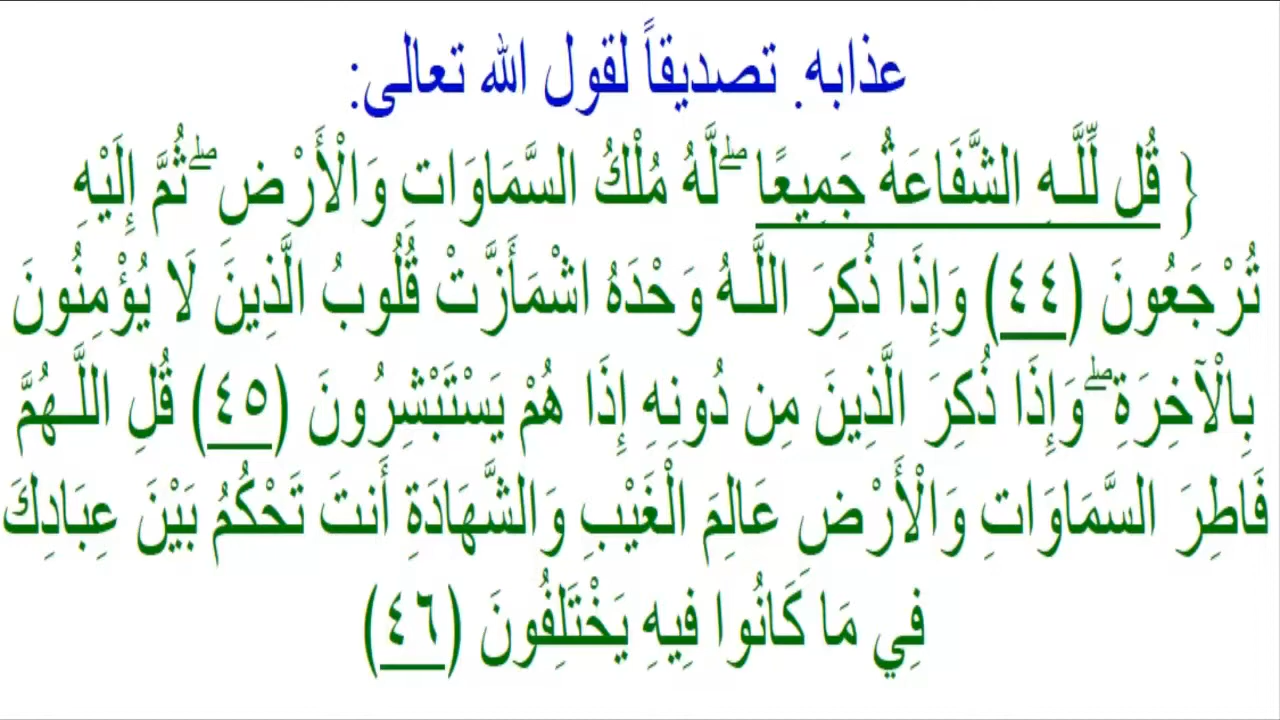 عذابه. تصديقاً لقول الله تعالى:
{ قُل لِّلَّـهِ الشَّفَاعَةُ جَمِيعًا ۖ لَّهُ مُلْكُ السَّمَاوَاتِ وَالْأَرْضِ ۖ ثُمَّ إِلَيْهِ
تُرْجَعُونَ (٤٤) وَإِذَا ذُكِرَ اللَّـهُ وَحْدَهُ اشْمَأَزَّتْ قُلُوبُ الَّذِينَ لَا يُؤْمِنُونَ
بِالْآخِرَةِ ۖ وَإِذَا ذُكِرَ الَّذِينَ مِن دُونِهِ إِذَا هُمْ يَسْتَبْشِرُونَ (٤٥) قُلِ اللَّـهُمَّ
فَاطِرَ السَّمَاوَاتِ وَالْأَرْضِ عَالِمَ الْغَيْبِ وَالشَّهَادَةِ أَنتَ تَحْكُمُ بَيْنَ عِبَادِكَ
فِي مَا كَانُوا فِيهِ يَخْتَلِفُونَ (٤٦)